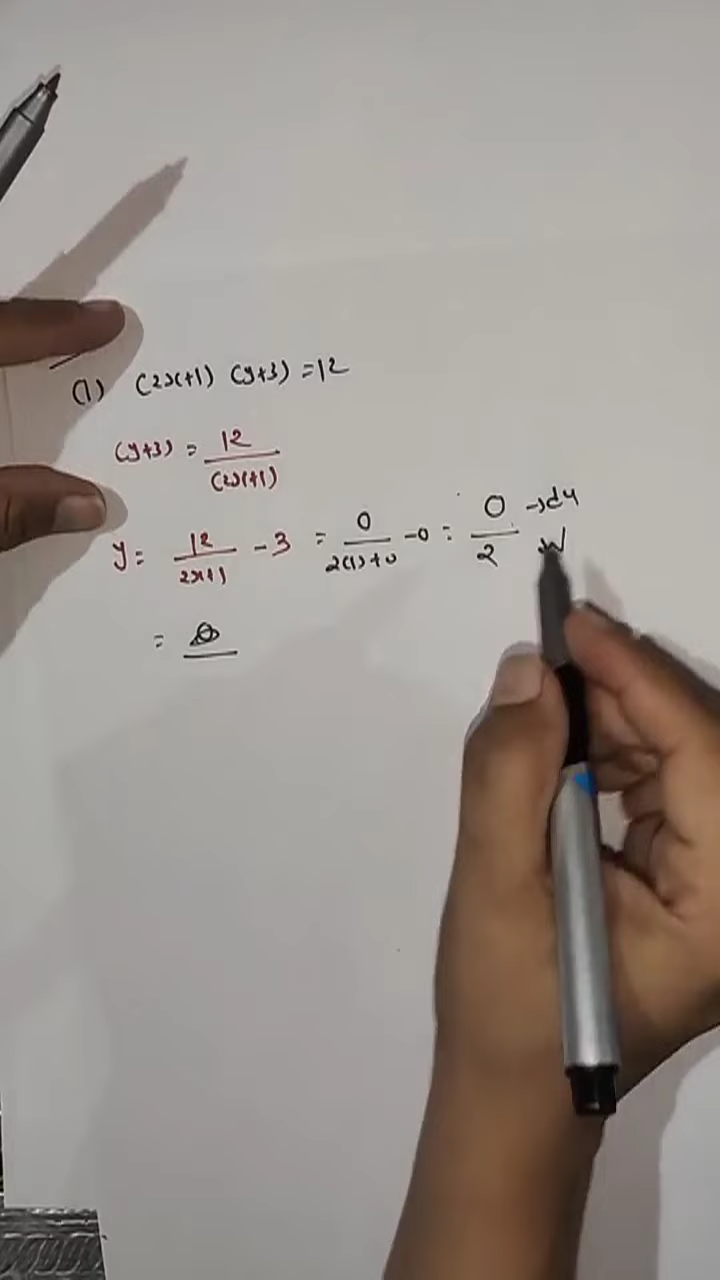 (1) (2x+1) (y+3) = 12
(y+3) = 12/(2x+1)
y = 12/2x+1 - 3 = 0/2(1)+0 - 0 = 0/2 → du
=